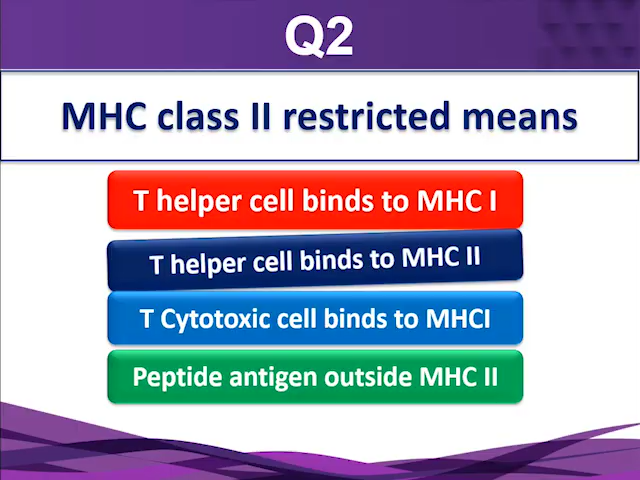 Q2
MHC class II restricted means
T helper cell binds to MHC I
T helper cell binds to MHC II
T Cytotoxic cell binds to MHCI
Peptide antigen outside MHC II